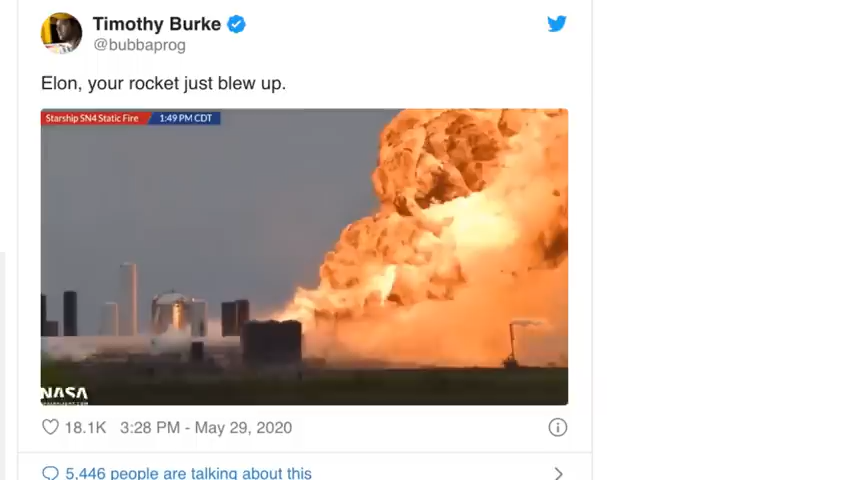 Timothy Burke
@bubbaprog
Elon, your rocket just blew up.
Starship SN4 Static Fire 1:49 PM CDT
NASA
18.1K 3:28 PM - May 29, 2020
5,446 people are talking about this